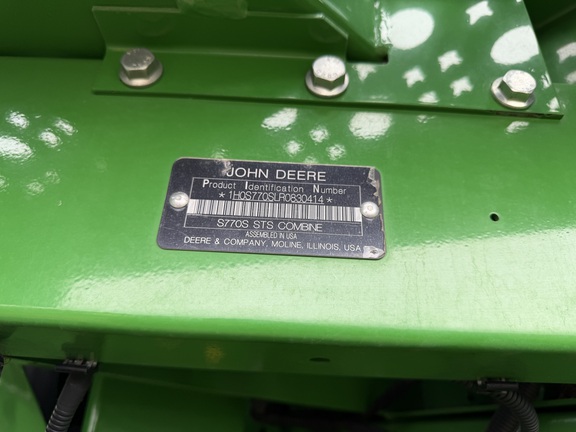 JOHN DEERE
Product Identification Number
*1H0S770SLR0830414*
S770S STS COMBINE
ASSEMBLED IN USA
DEERE & COMPANY, MOLINE, ILLINOIS, USA